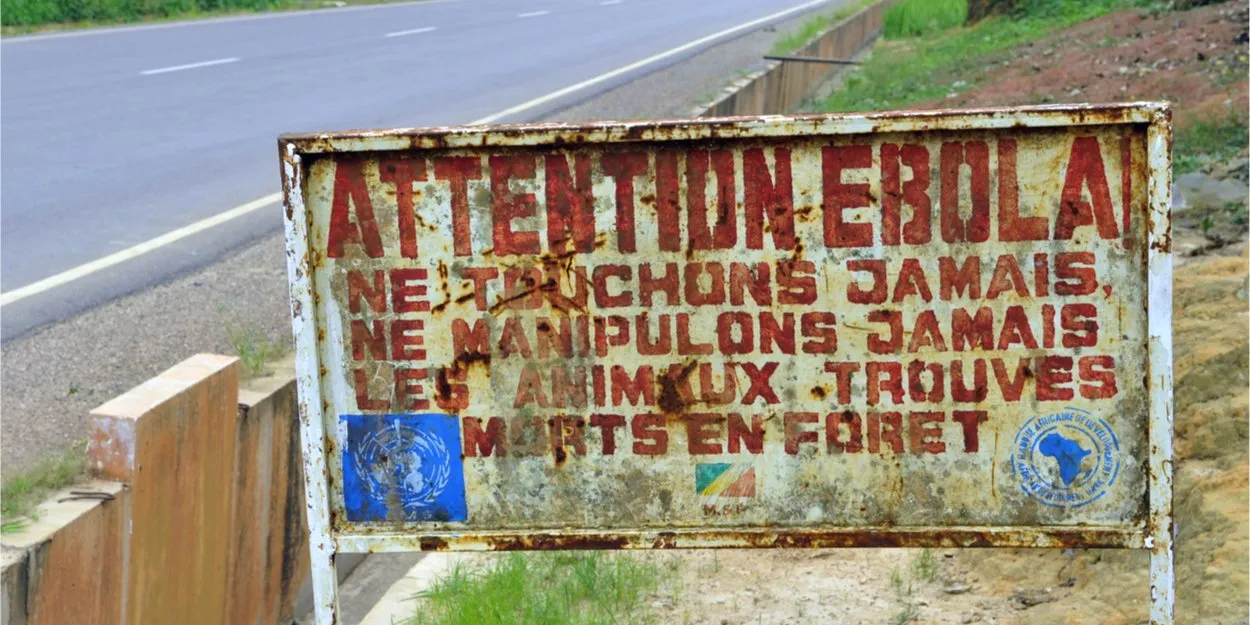 ATTENTION EBOLA!
NE TOUCHONS JAMAIS,
NE MANIPULONS JAMAIS
LES ANIMAUX TROUVES
MORTS EN FORET
M.S.P